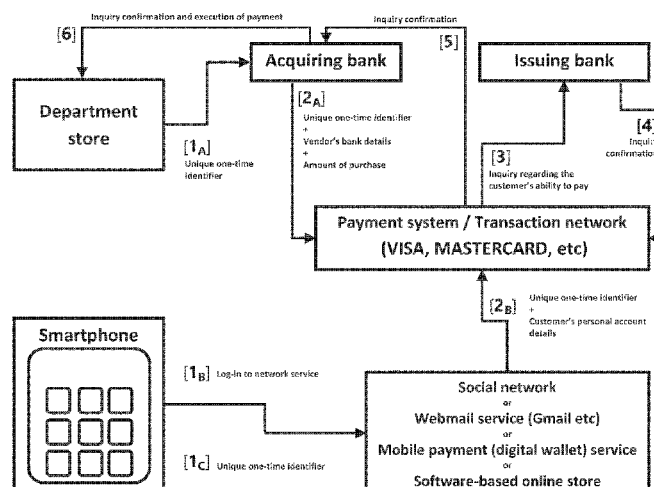 Inquiry confirmation and execution of payment
[6]
Inquiry confirmation
[5]
Acquiring bank
Issuing bank
Department
store
[1A]
Unique one-time
identifier
[2A]
Unique one-time identifier
+
Vendor's bank details
+
Amount of purchase
[3]
Inquiry regarding the
customer's ability to pay
[4]
confirmation
Payment system / Transaction network
(VISA, MASTERCARD, etc)
[2B]
Unique one-time identifier
+
Customer's personal account
details
Smartphone
[1B] Log-in to network service
[1C] Unique one-time identifier
Social network
or
Webmail service (Gmail etc)
or
Mobile payment (digital wallet) service
or
Software-based online store